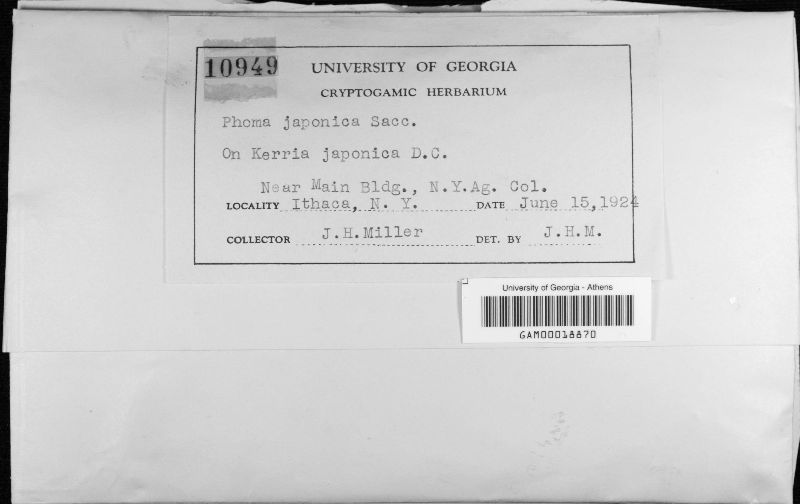 10949
UNIVERSITY OF GEORGIA
CRYPTOGAMIC HERBARIUM
Phoma japonica Sacc.
On Kerria japonica D.C.
Near Main Bldg., N.Y.Ag. Col.
LOCALITY Ithaca, N. Y. DATE June 15,1924
COLLECTOR J.H.Miller DET. BY J.H.M.
University of Georgia - Athens
GAM00018870